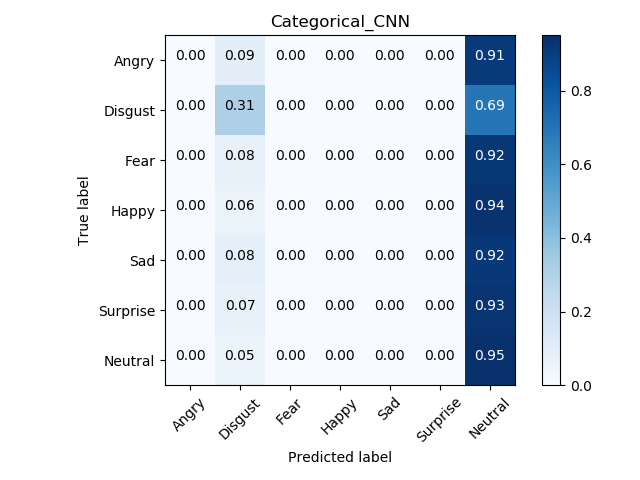 Categorical_CNN
True label
Angry 0.00 0.09 0.00 0.00 0.00 0.00 0.91
Disgust 0.00 0.31 0.00 0.00 0.00 0.00 0.69
Fear 0.00 0.08 0.00 0.00 0.00 0.00 0.92
Happy 0.00 0.06 0.00 0.00 0.00 0.00 0.94
Sad 0.00 0.08 0.00 0.00 0.00 0.00 0.92
Surprise 0.00 0.07 0.00 0.00 0.00 0.00 0.93
Neutral 0.00 0.05 0.00 0.00 0.00 0.00 0.95
Angry Disgust Fear Happy Sad Surprise Neutral
Predicted label
0.8
0.6
0.4
0.2
0.0